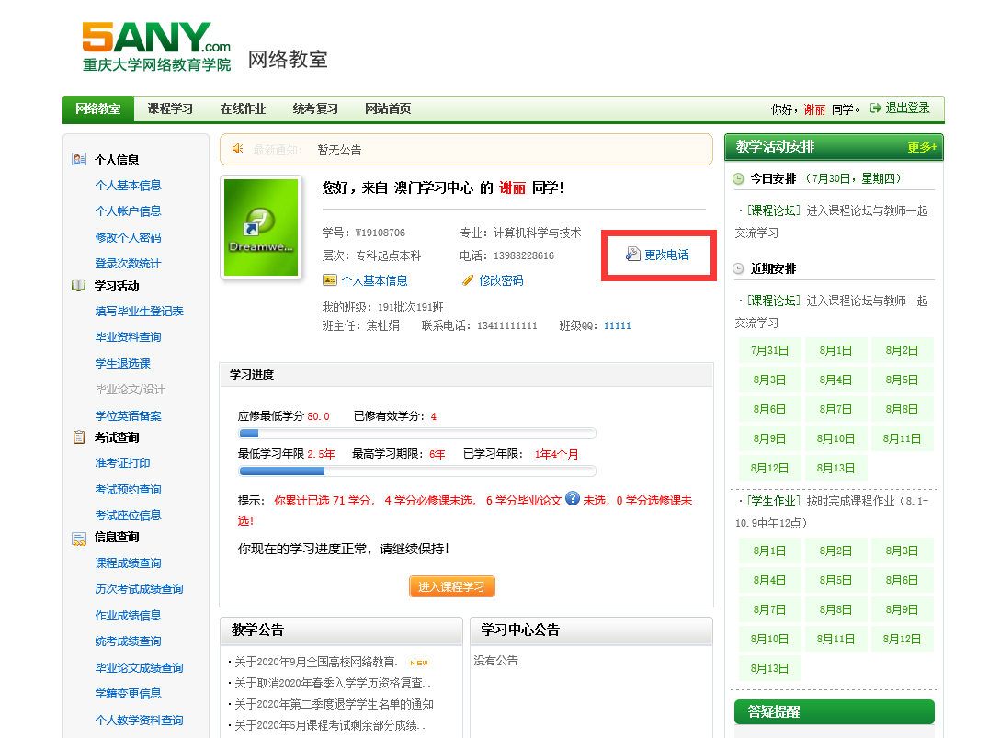 5ANY.com
重庆大学网络教育学院
网络教室
网络教室 课程学习 在线作业 统考复习 网站首页
你好，谢丽 同学。 退出登录
个人信息
个人基本信息
个人帐户信息
修改个人密码
登录次数统计
学习活动
填写毕业生登记表
毕业资料查询
学生退选课
毕业论文/设计
学位英语备案
考试查询
准考证打印
考试预约查询
考试座位信息
信息查询
课程成绩查询
历次考试成绩查询
作业成绩信息
统考成绩查询
毕业论文成绩查询
学籍变更信息
个人教学资料查询
最新通知： 暂无公告
Dreamwe...
您好，来自 澳门学习中心 的 谢丽 同学！
学号：W19108706 专业：计算机科学与技术
层次：专科起点本科 电话：13983228616
更改电话
个人基本信息 修改密码
我的班级：191批次191班
班主任：焦杜娟 联系电话：13411111111 班级QQ：11111
学习进度
应修最低学分 80.0 已修有效学分：4
最低学习年限 2.5年 最高学习期限：6年 已学习年限： 1年4个月
提示： 你累计已选 71 学分， 4 学分必修课未选， 6 学分毕业论文 ? 未选，0 学分选修课未
选！
你现在的学习进度正常，请继续保持！
进入课程学习
教学公告
·关于2020年9月全国高校网络教育. NEW
·关于取消2020年春季入学学历资格复查..
·关于2020年第二季度退学学生名单的通知
·关于2020年5月课程考试剩余部分成绩..
学习中心公告
没有公告
教学活动安排 更多+
今日安排 （7月30日，星期四）
·[课程论坛] 进入课程论坛与教师一起
交流学习
近期安排
·[课程论坛] 进入课程论坛与教师一起
交流学习
7月31日 8月1日 8月2日
8月3日 8月4日 8月5日
8月6日 8月7日 8月8日
8月9日 8月10日 8月11日
8月12日 8月13日
·[学生作业] 按时完成课程作业（8.1-
10.9中午12点）
8月1日 8月2日 8月3日
8月4日 8月5日 8月6日
8月7日 8月8日 8月9日
8月10日 8月11日 8月12日
8月13日
答疑提醒